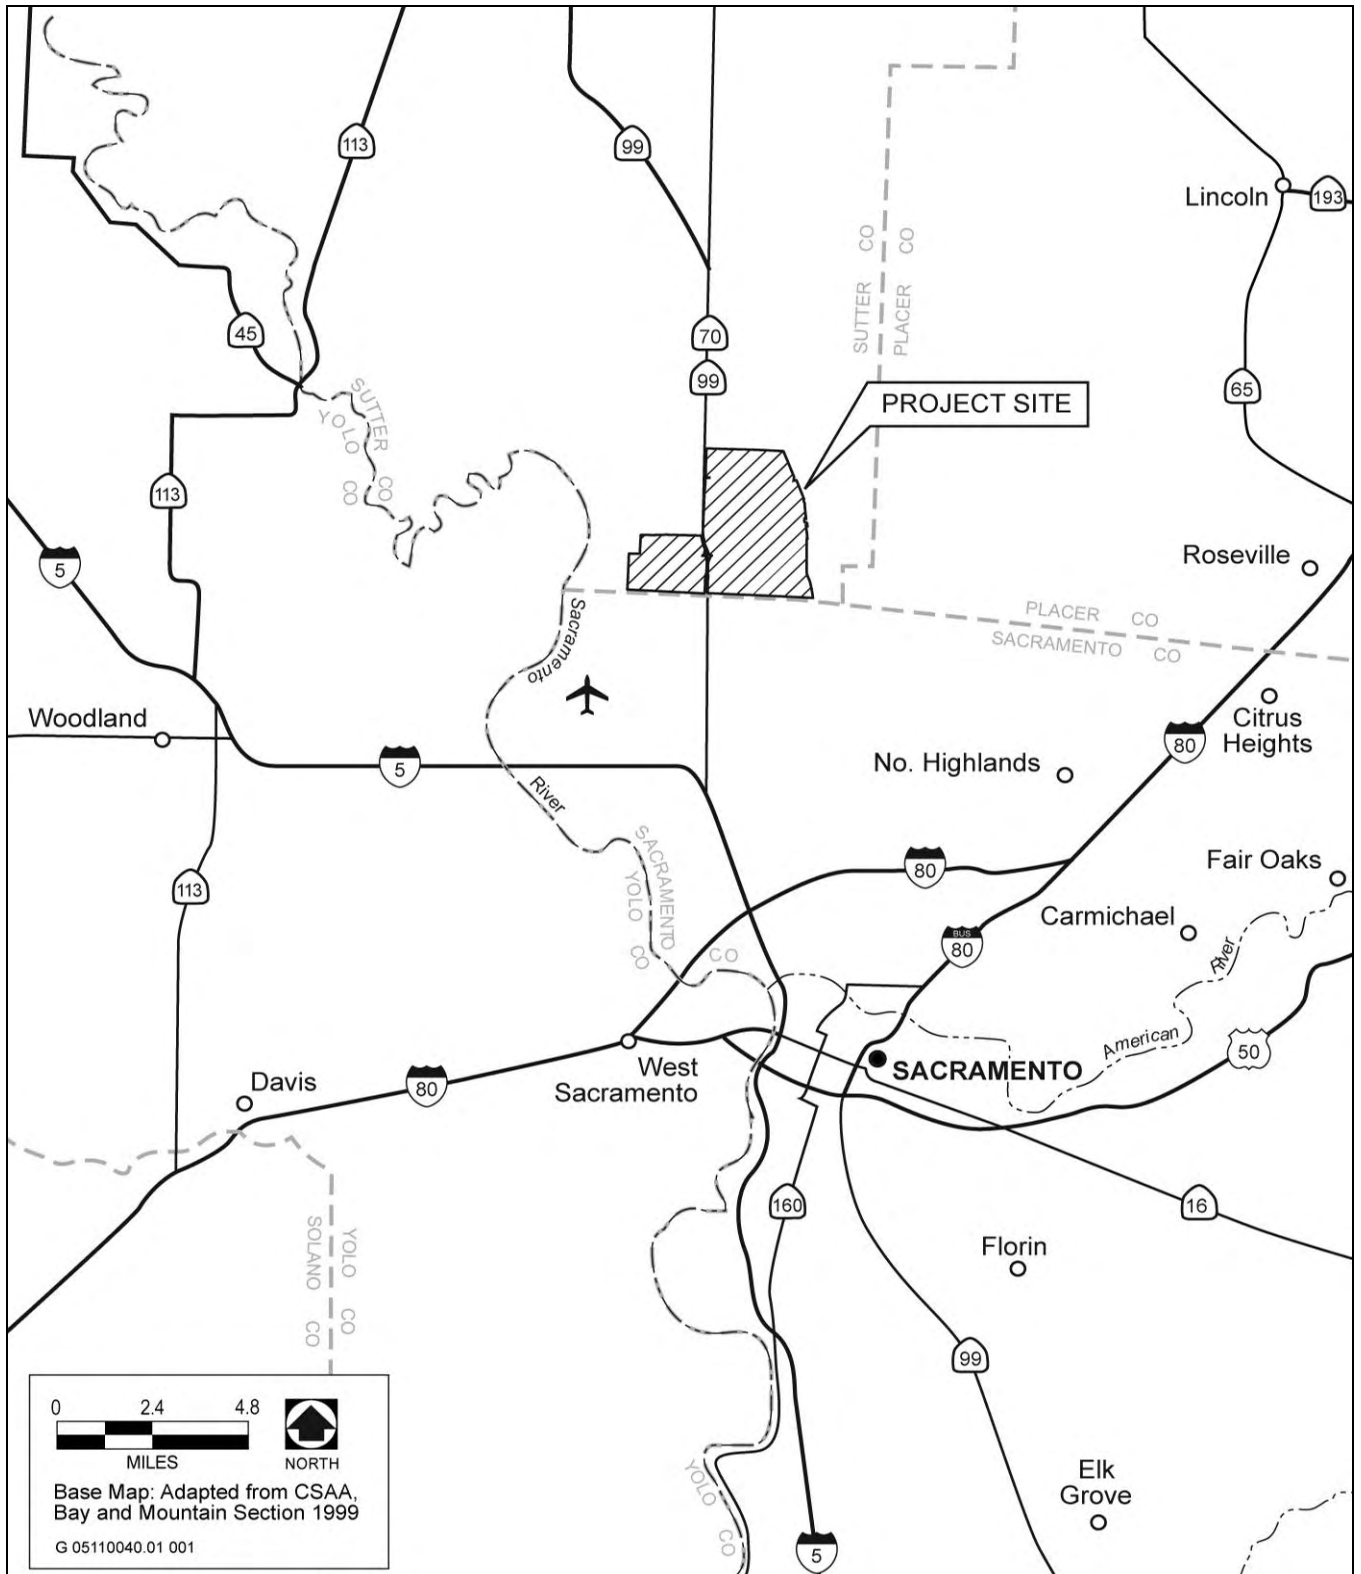 113
99
Lincoln
193
SUTTER CO
PLACER CO
45
70
99
65
SUTTER CO
YOLO CO
PROJECT SITE
113
5
Roseville
Sacramento
PLACER CO
SACRAMENTO CO
Woodland
5
River
No. Highlands
80
Citrus
Heights
SACRAMENTO CO
YOLO CO
113
80
Fair Oaks
Carmichael
BUS
80
River
American
50
West
Sacramento
SACRAMENTO
Davis
80
160
16
YOLO CO
SOLANO CO
Florin
99
0 2.4 4.8
MILES
NORTH
Base Map: Adapted from CSAA,
Bay and Mountain Section 1999
G 05110040.01 001
YOLO CO
5
Elk
Grove